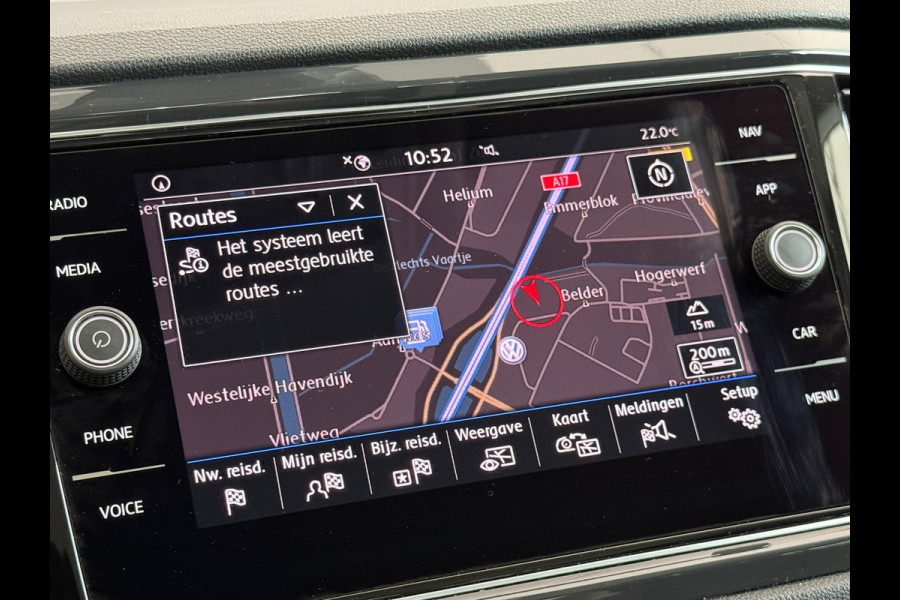 10:52
22.0°C
RADIO
MEDIA
PHONE
VOICE
NAV
APP
CAR
MENU
Routes
Het systeem leert
de meestgebruikte
routes ...
Helium
A17
Emmerblok
N
Hogerwerf
Belder
15m
200m
Westelijke Havendijk
Vlietweg
Nw. reisd.
Mijn reisd.
Bijz. reisd.
Weergave
Kaart
Meldingen
Setup